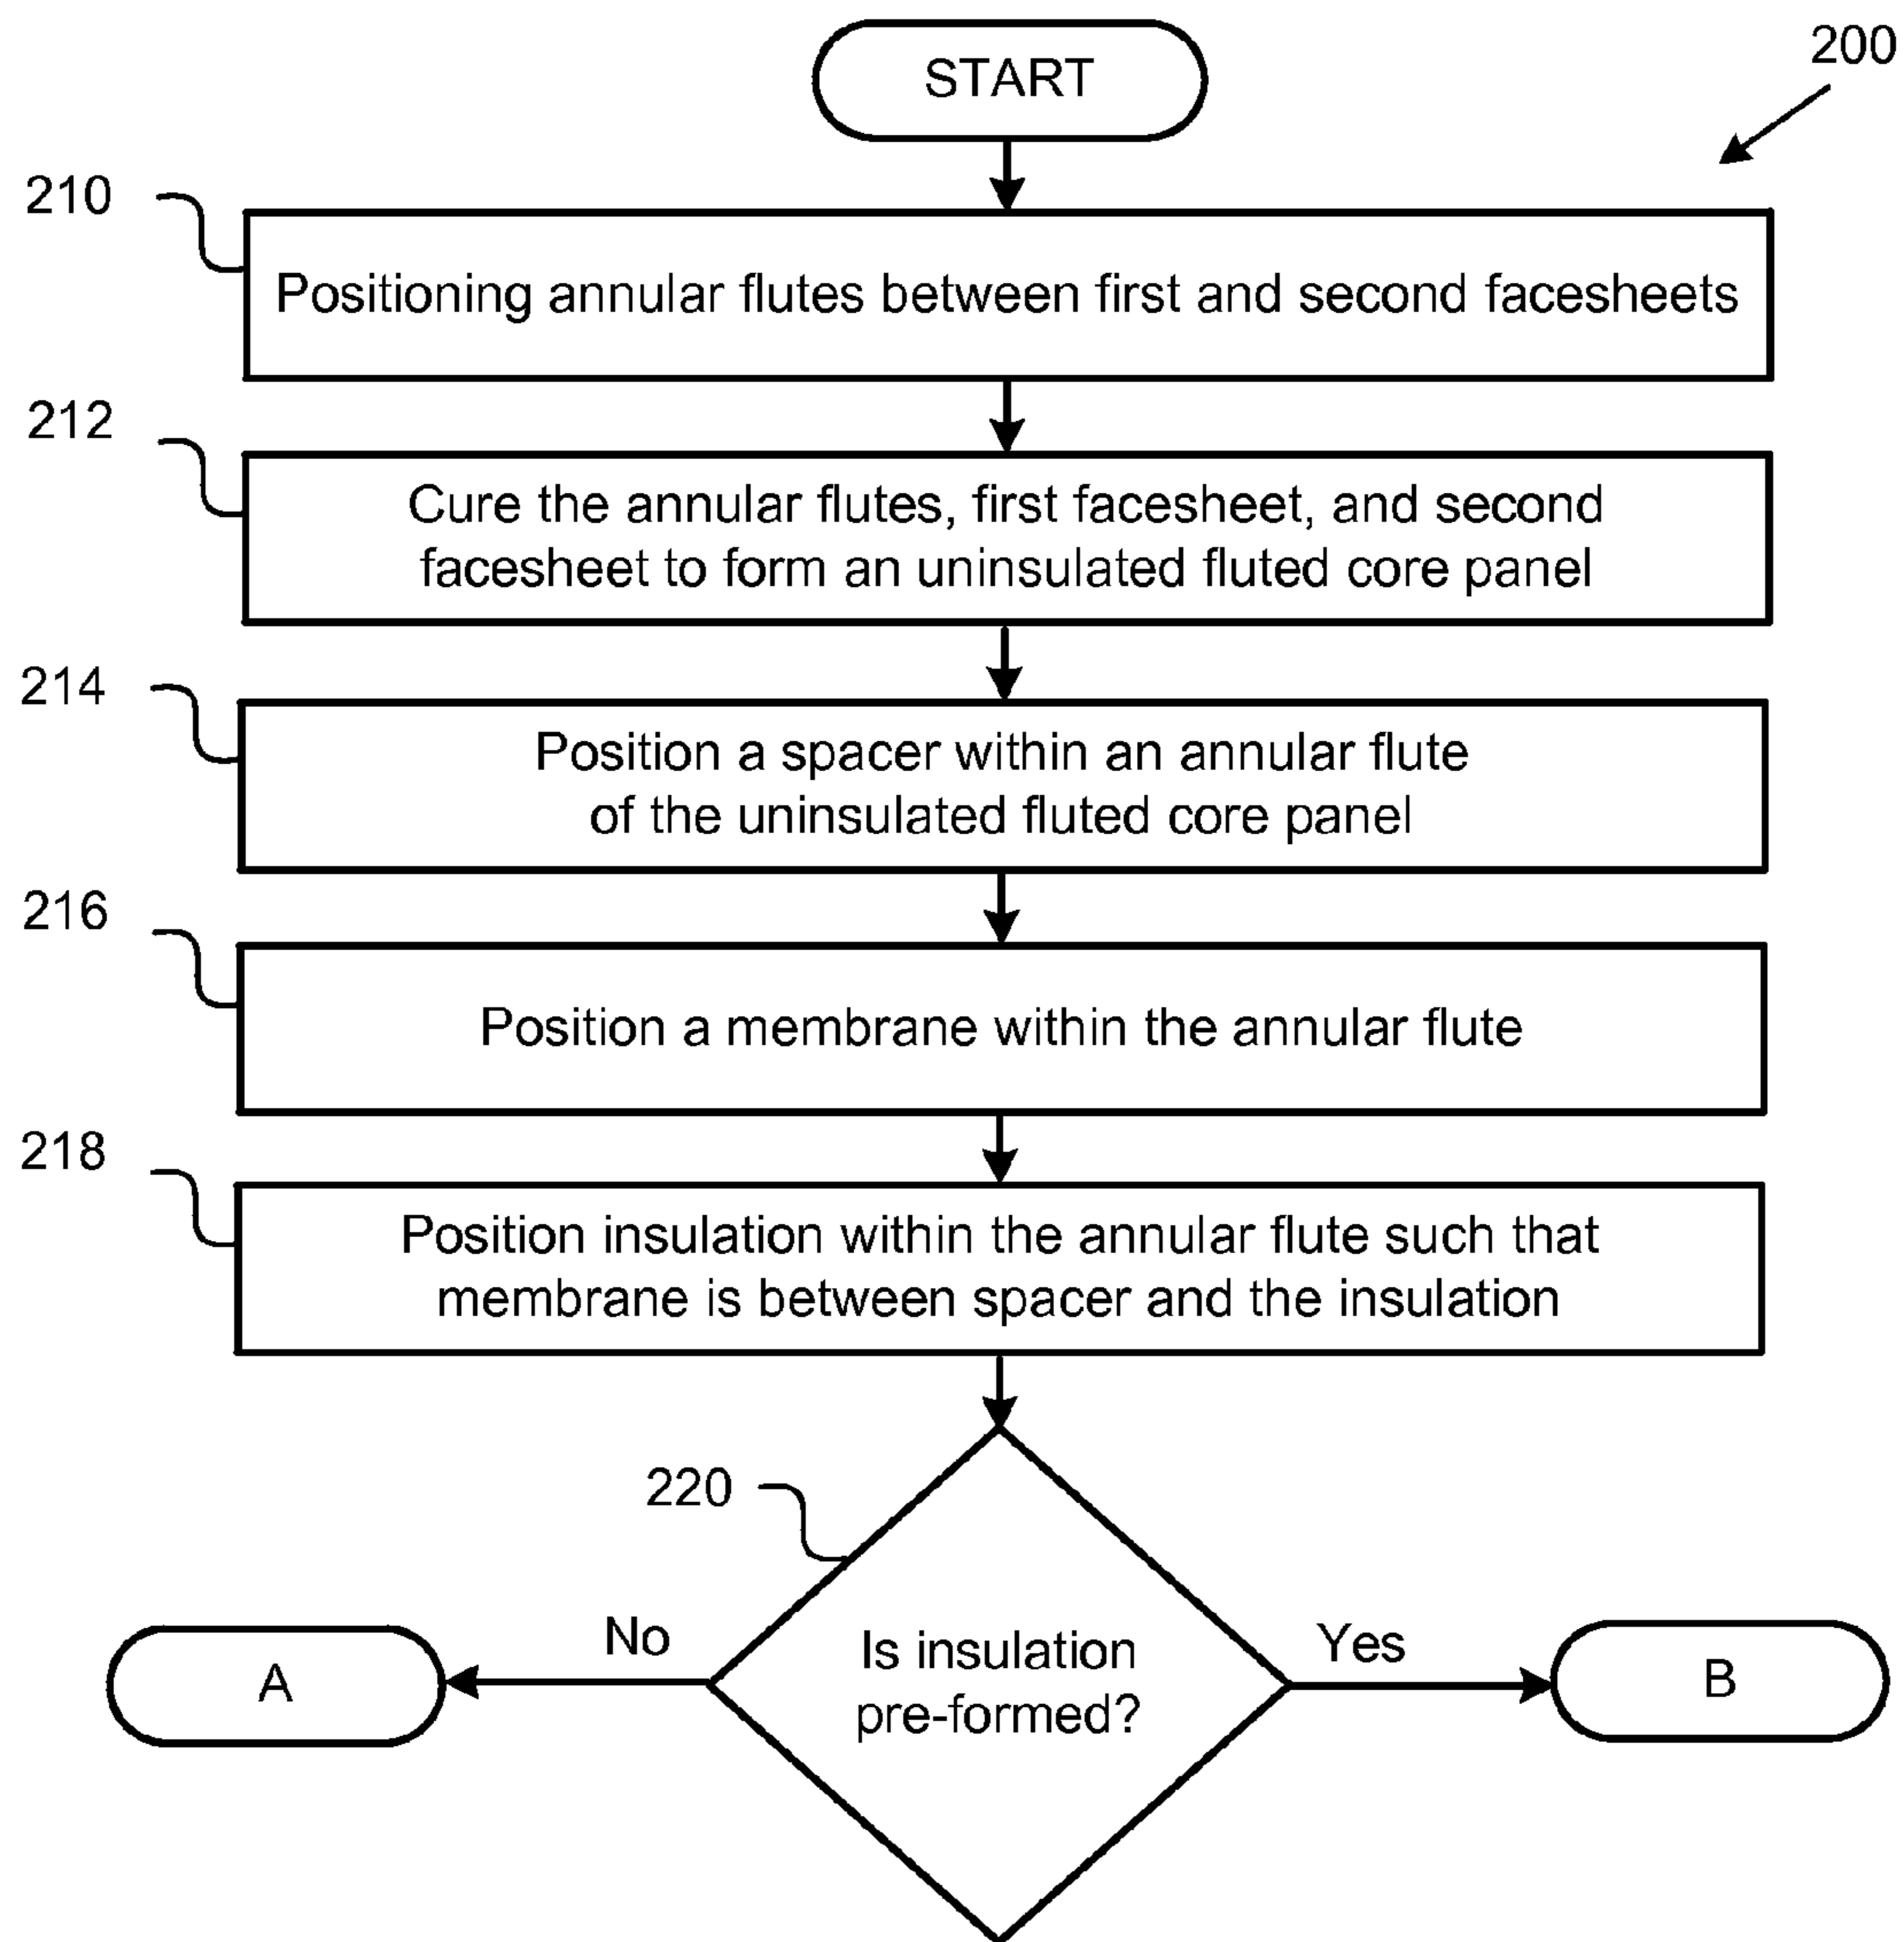 START
200
210
Positioning annular flutes between first and second facesheets
212
Cure the annular flutes, first facesheet, and second
facesheet to form an uninsulated fluted core panel
214
Position a spacer within an annular flute
of the uninsulated fluted core panel
216
Position a membrane within the annular flute
218
Position insulation within the annular flute such that
membrane is between spacer and the insulation
220
Is insulation
pre-formed?
No
A
Yes
B